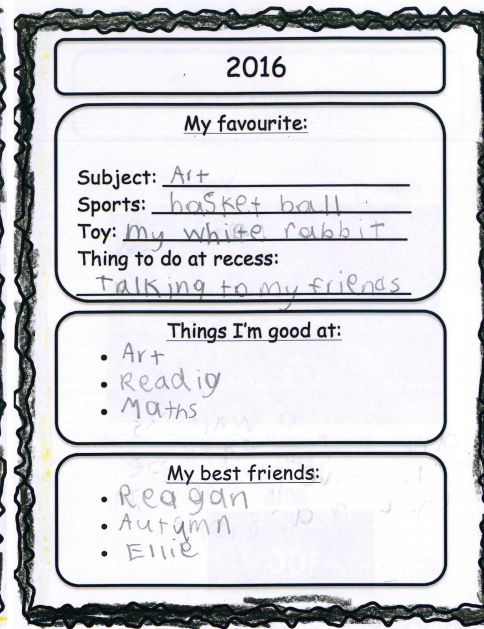 2016
My favourite:
Subject: Art
Sports: basket ball
Toy: my white rabbit
Thing to do at recess:
Talking to my friends
Things I'm good at:
• Art
• Readig
• Maths
My best friends:
• Reagan
• Autymn
• Ellie